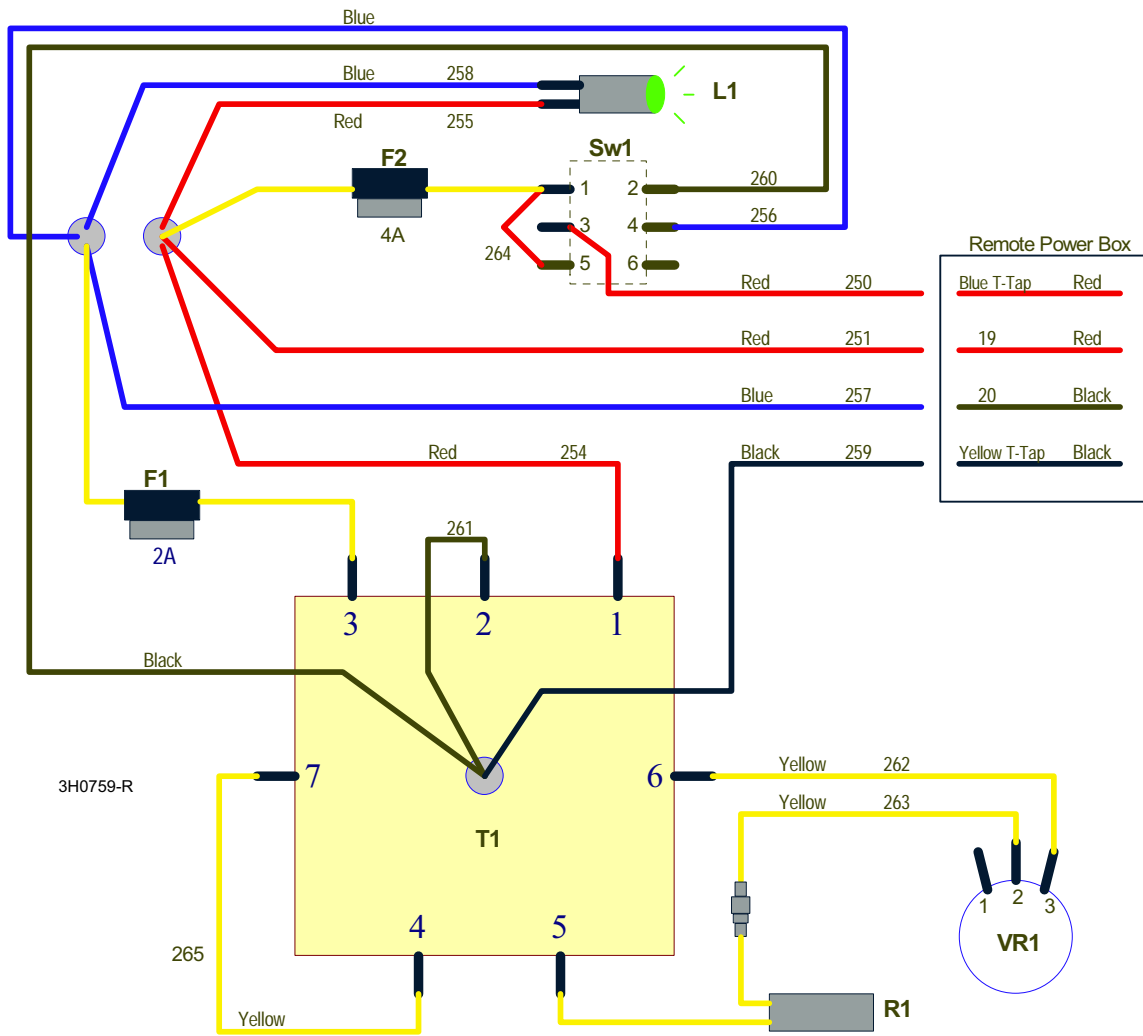 Blue
Blue 258
L1
Red 255
F2
4A
Sw1
1 2
3 4
5 6
260
256
264
Remote Power Box
Red 250
Blue T-Tap Red
Red 251
19 Red
Blue 257
20 Black
Red 254
Black 259
Yellow T-Tap Black
F1
2A
261
3 2 1
Black
7 6
3H0759-R
T1
Yellow 262
Yellow 263
1 2 3
VR1
4 5
265
R1
Yellow